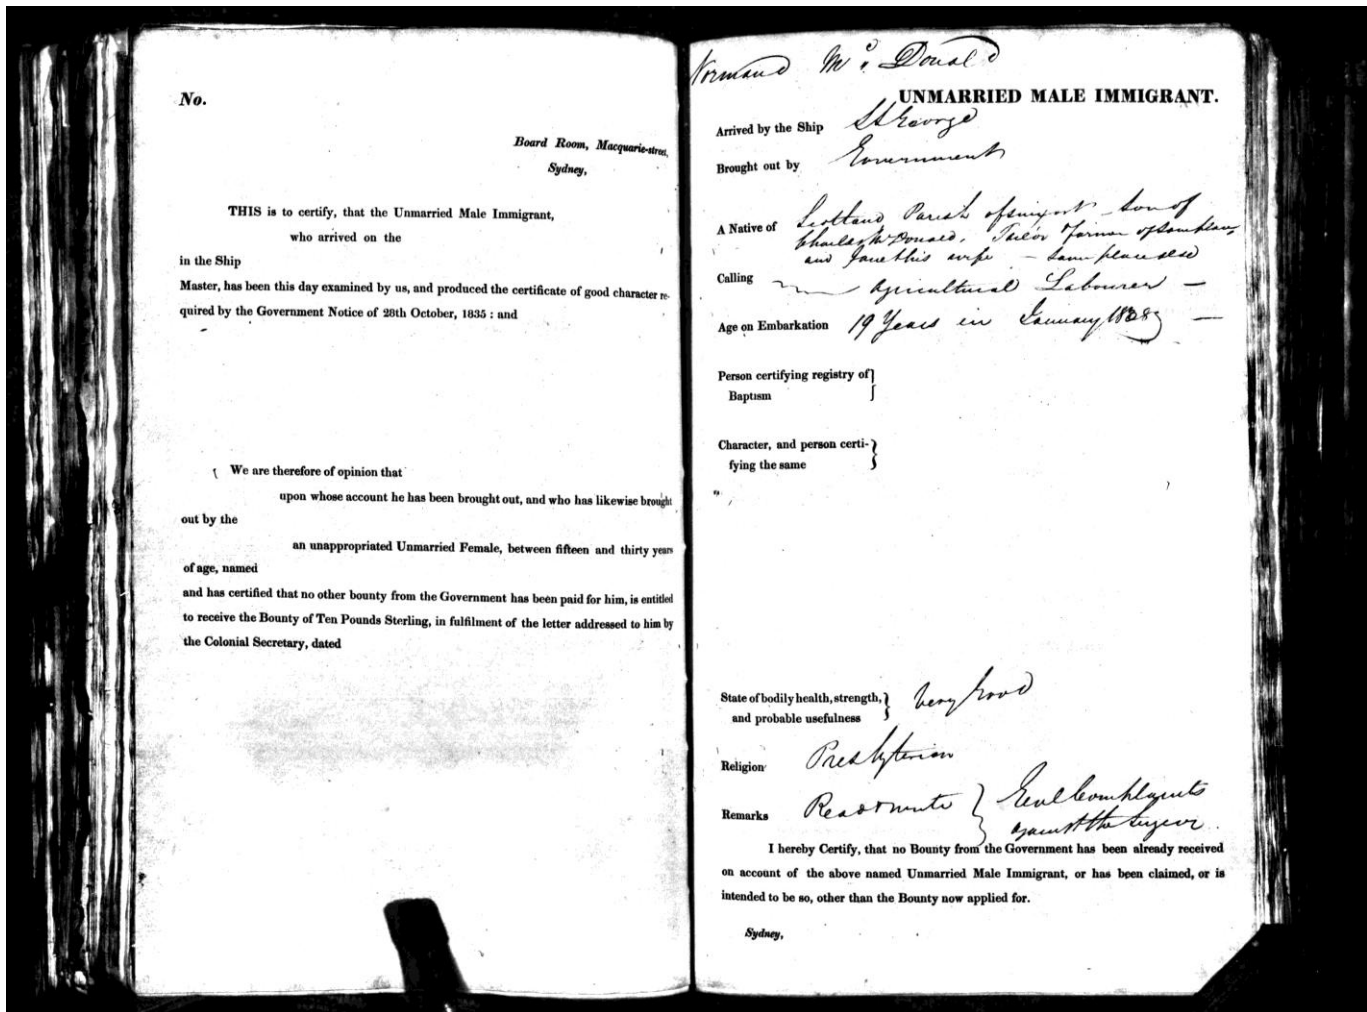 No.
Board Room, Macquarie-street,
Sydney,
THIS is to certify, that the Unmarried Male Immigrant,
who arrived on the
in the Ship
Master, has been this day examined by us, and produced the certificate of good character re-
quired by the Government Notice of 28th October, 1835 : and
We are therefore of opinion that
upon whose account he has been brought out, and who has likewise brought
out by the
an unappropriated Unmarried Female, between fifteen and thirty years
of age, named
and has certified that no other bounty from the Government has been paid for him, is entitled
to receive the Bounty of Ten Pounds Sterling, in fulfilment of the letter addressed to him by
the Colonial Secretary, dated
Normand Mc. Donald
UNMARRIED MALE IMMIGRANT.
Arrived by the Ship St George
Brought out by Government
A Native of Scotland Parish of son of
Charles McDonald, Tailor of
and his wife – same place
Calling Agricultural Labourer –
Age on Embarkation 19 Years in January 1838 –
Person certifying registry of
Baptism
Character, and person certi-
fying the same
State of bodily health, strength,
and probable usefulness Very Good
Religion Presbyterian
Remarks Read & write Complaints
against the
I hereby Certify, that no Bounty from the Government has been already received
on account of the above named Unmarried Male Immigrant, or has been claimed, or is
intended to be so, other than the Bounty now applied for.
Sydney,